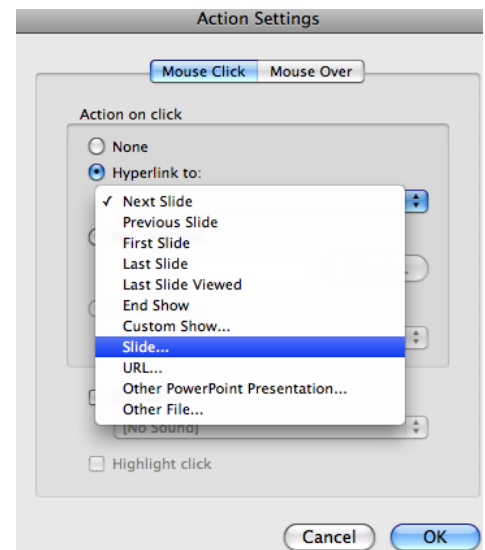 Action Settings
Mouse Click Mouse Over
Action on click
None
Hyperlink to:
✓ Next Slide
Previous Slide
First Slide
Last Slide
Last Slide Viewed
End Show
Custom Show...
Slide...
URL...
Other PowerPoint Presentation...
Other File...
[No Sound]
Highlight click
Cancel OK